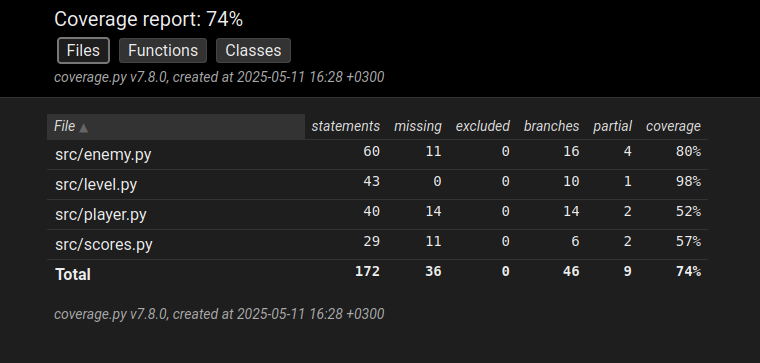 Coverage report: 74%
Files Functions Classes
coverage.py v7.8.0, created at 2025-05-11 16:28 +0300
File ▲ statements missing excluded branches partial coverage
src/enemy.py 60 11 0 16 4 80%
src/level.py 43 0 0 10 1 98%
src/player.py 40 14 0 14 2 52%
src/scores.py 29 11 0 6 2 57%
Total 172 36 0 46 9 74%
coverage.py v7.8.0, created at 2025-05-11 16:28 +0300